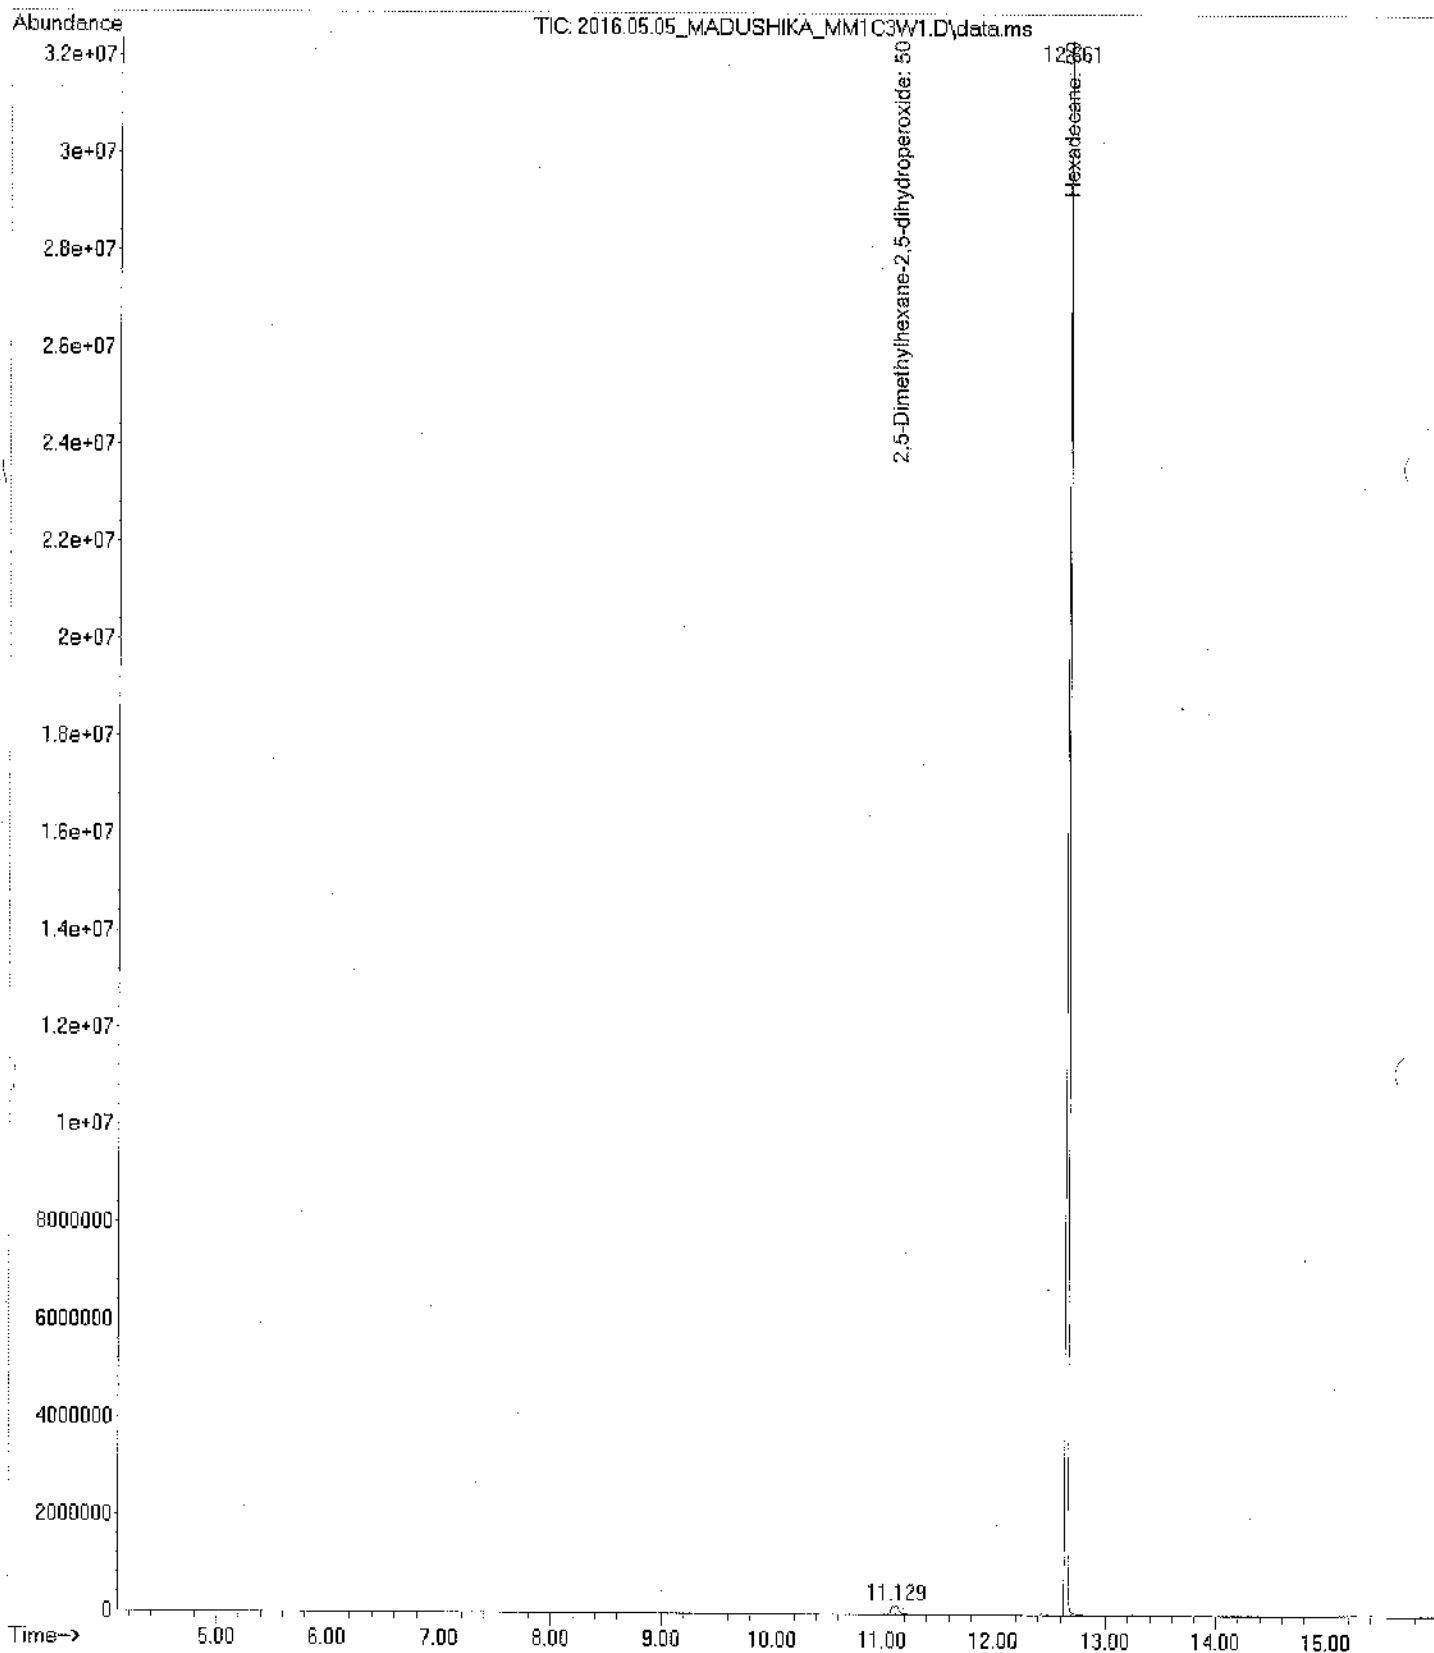 Abundance
TIC: 2016.05.05_MADUSHIKA_MM1C3W1.D\data.ms
3.2e+07
2,5-Dimethylhexane-2,5-dihydroperoxide: 50
12.661
Hexadecane:
3e+07
2.8e+07
2.6e+07
2.4e+07
2.2e+07
2e+07
1.8e+07
1.6e+07
1.4e+07
1.2e+07
1e+07
8000000
6000000
4000000
2000000
11.129
0
Time-->
5.00 6.00 7.00 8.00 9.00 10.00 11.00 12.00 13.00 14.00 15.00